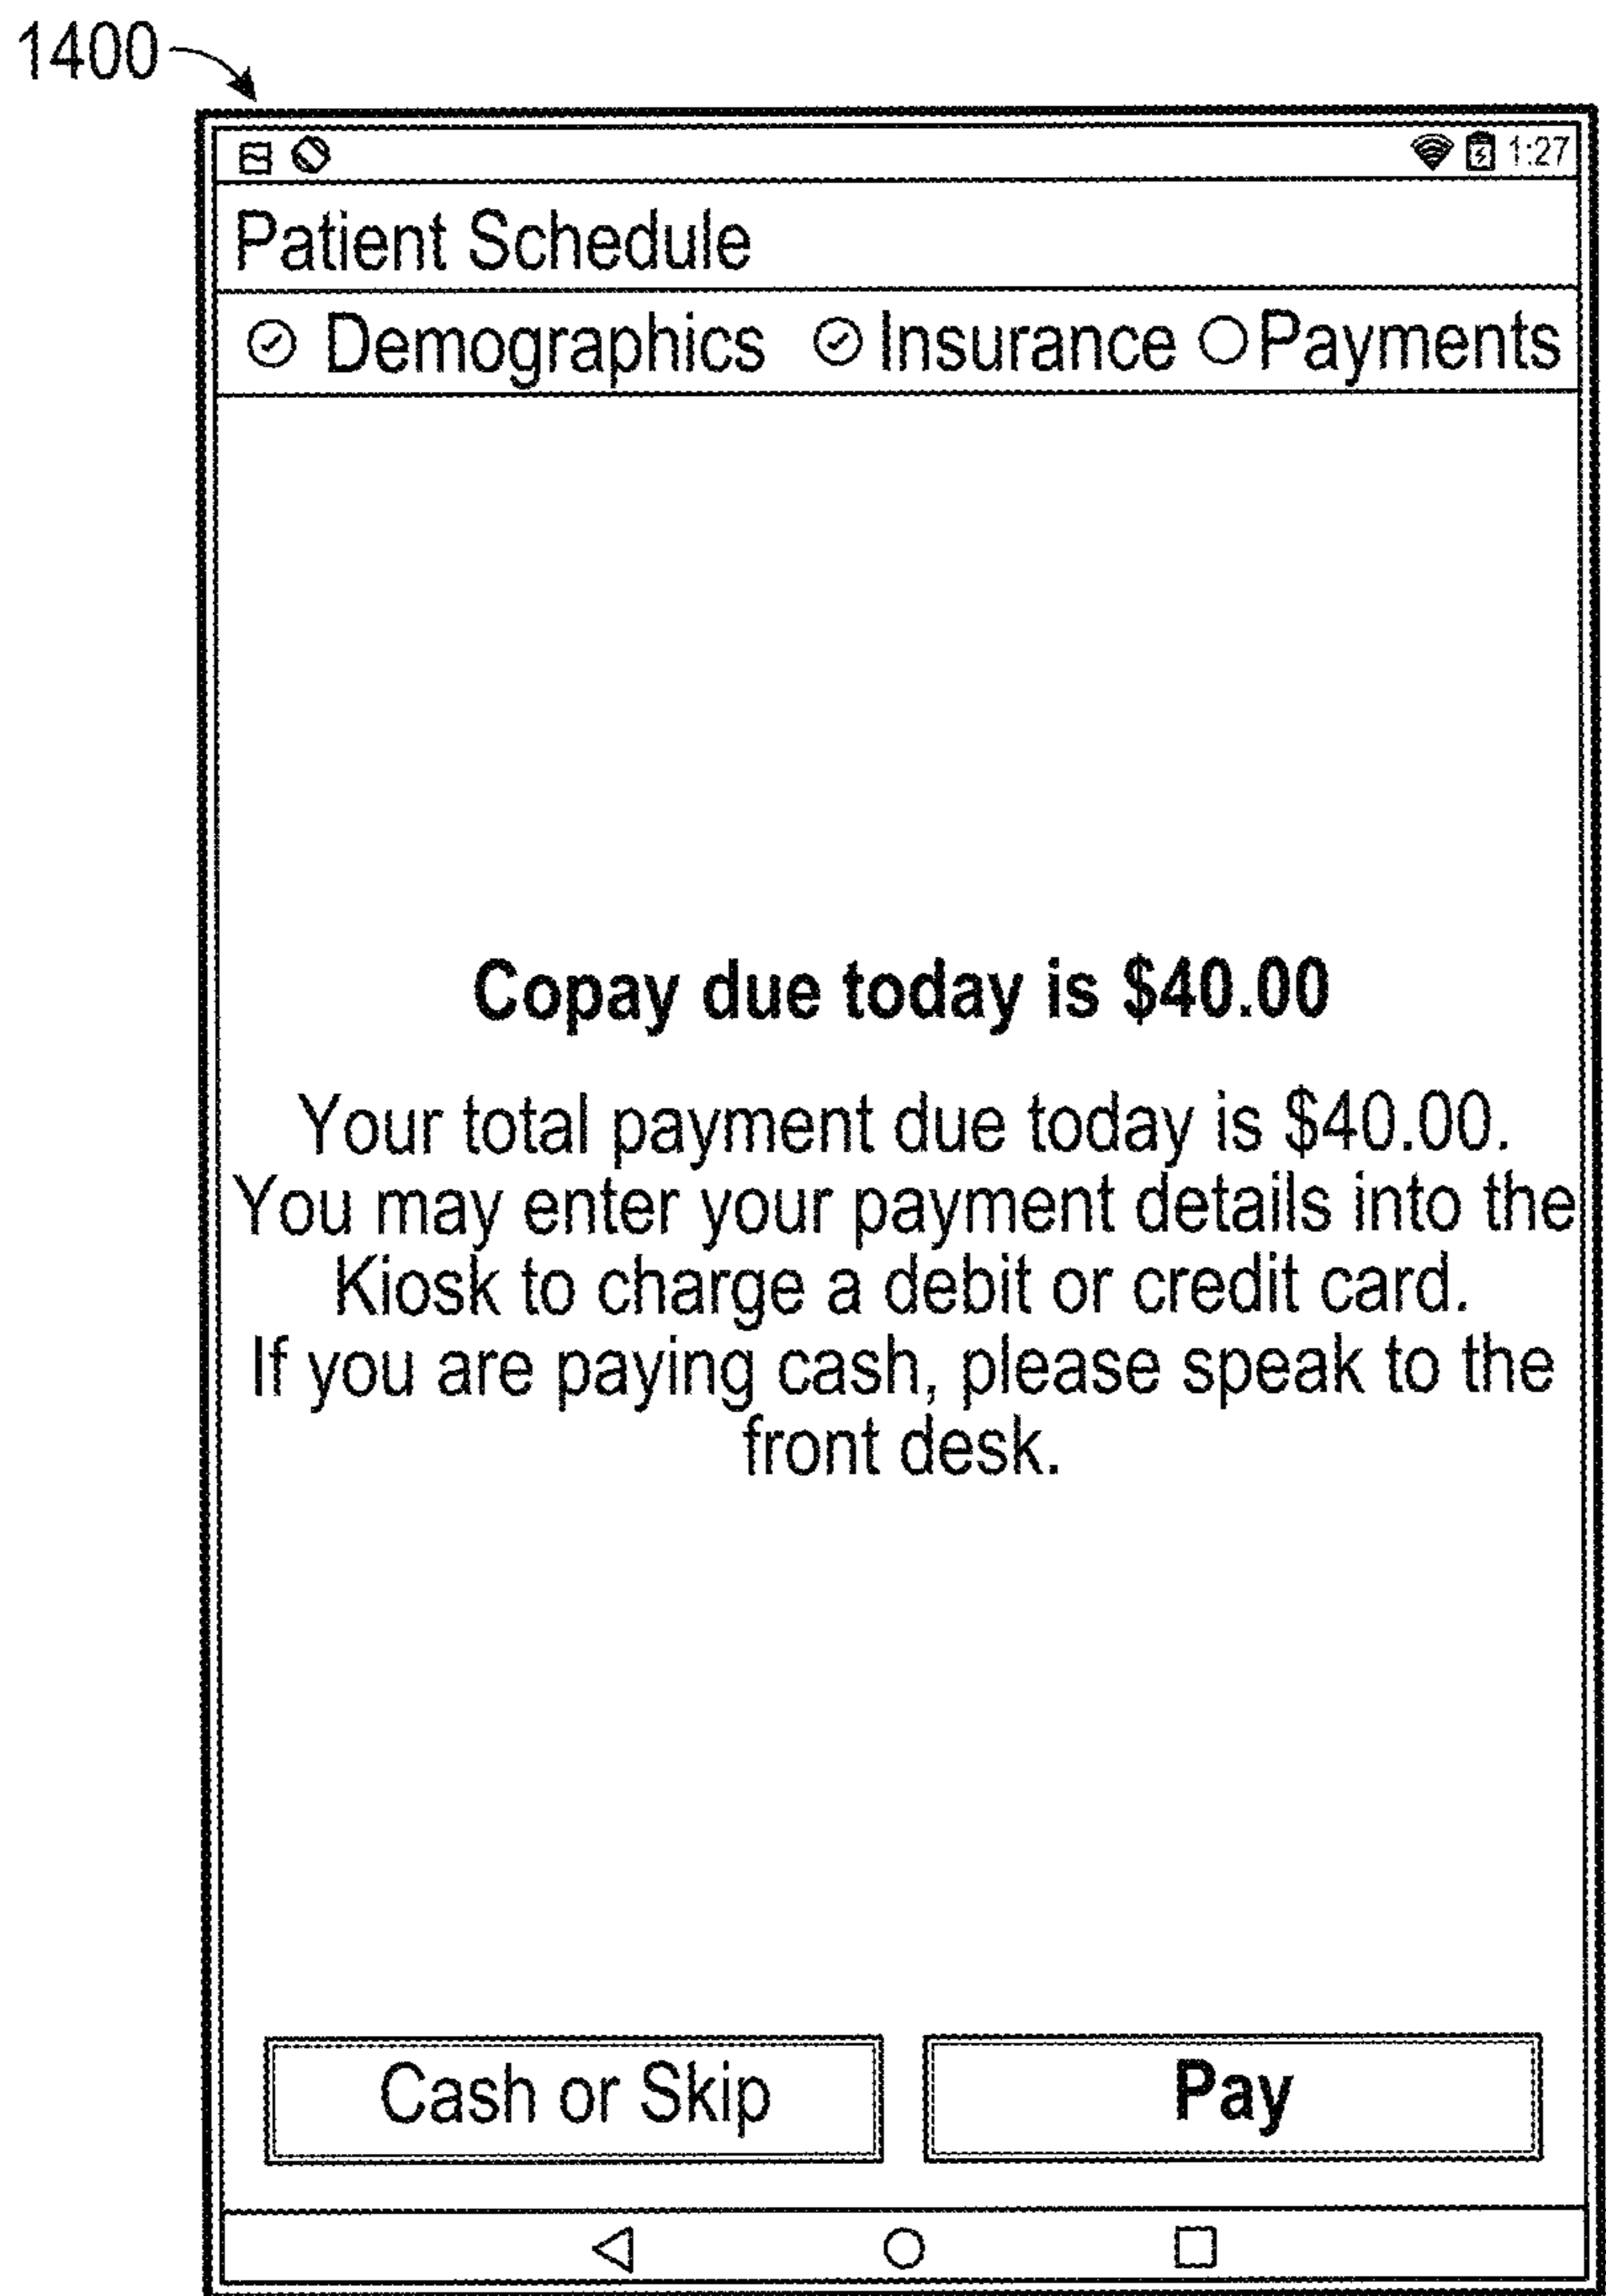 1400
1:27
Patient Schedule
Demographics Insurance Payments
Copay due today is $40.00
Your total payment due today is $40.00.
You may enter your payment details into the
Kiosk to charge a debit or credit card.
If you are paying cash, please speak to the
front desk.
Cash or Skip Pay